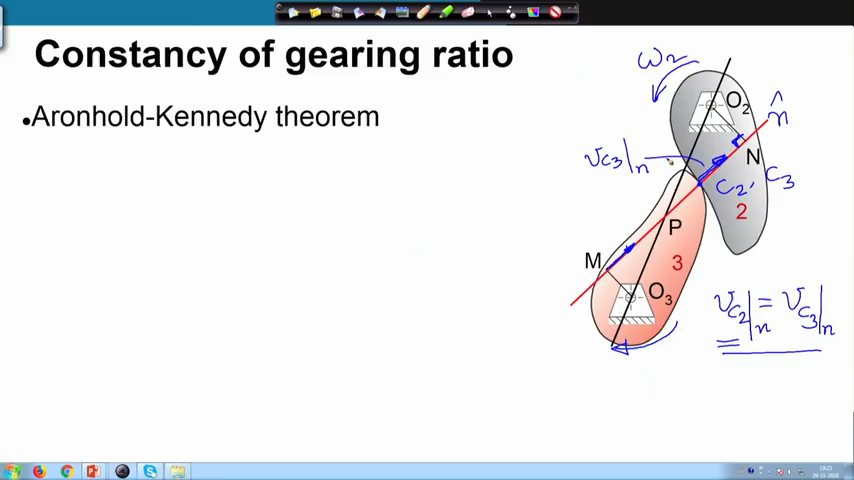 Constancy of gearing ratio
•Aronhold-Kennedy theorem
ω2
O2
n̂
N
VC3|n
C2, C3
2
P
M
3
O3
VC2|n = VC3|n